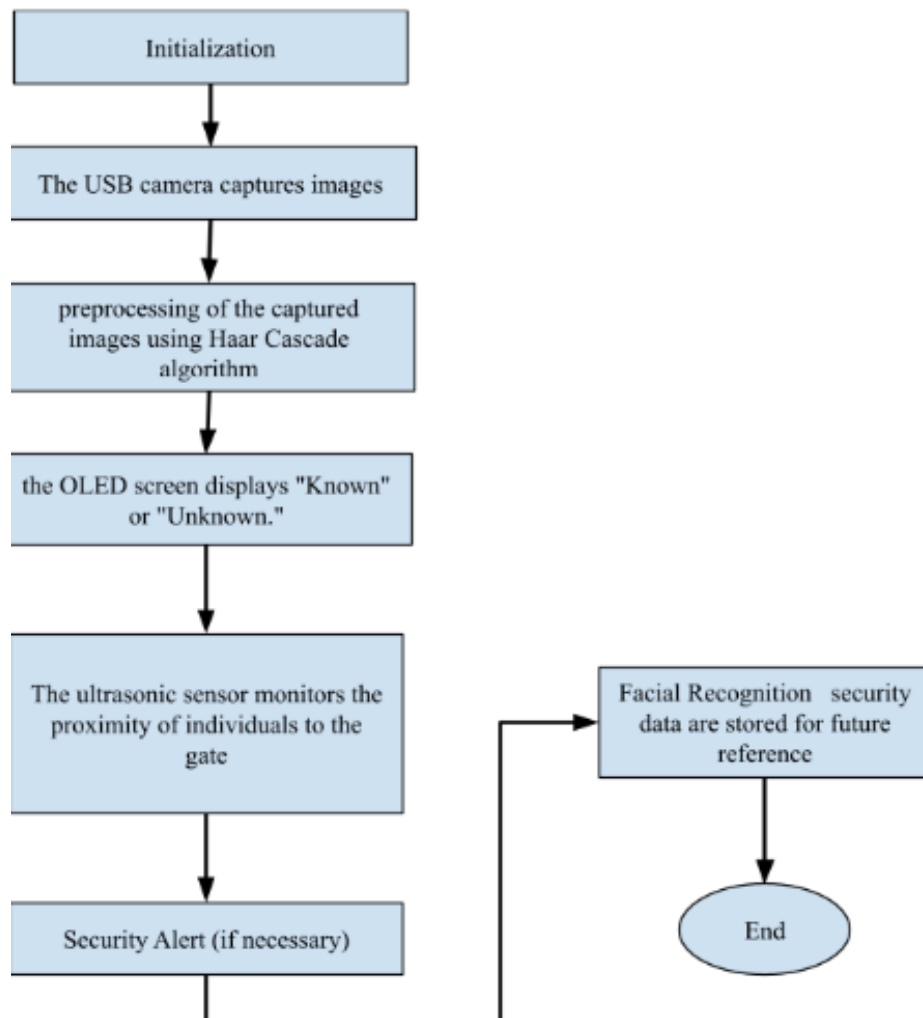 Initialization
The USB camera captures images
preprocessing of the captured
images using Haar Cascade
algorithm
the OLED screen displays "Known"
or "Unknown."
The ultrasonic sensor monitors the
proximity of individuals to the
gate
Security Alert (if necessary)
Facial Recognition security
data are stored for future
reference
End